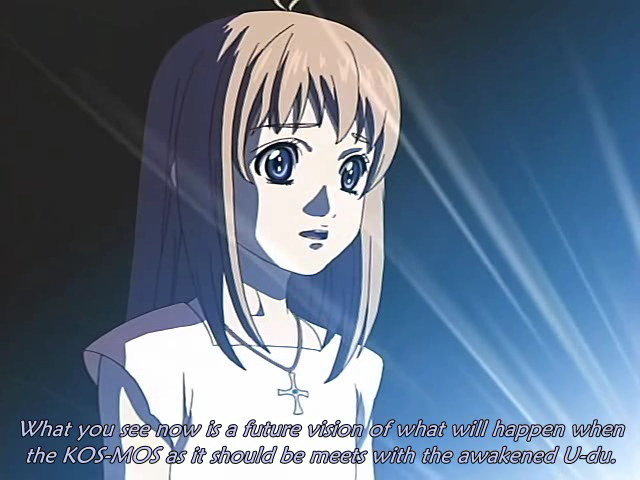 What you see now is a future vision of what will happen when
the KOS-MOS as it should be meets with the awakened U-du.